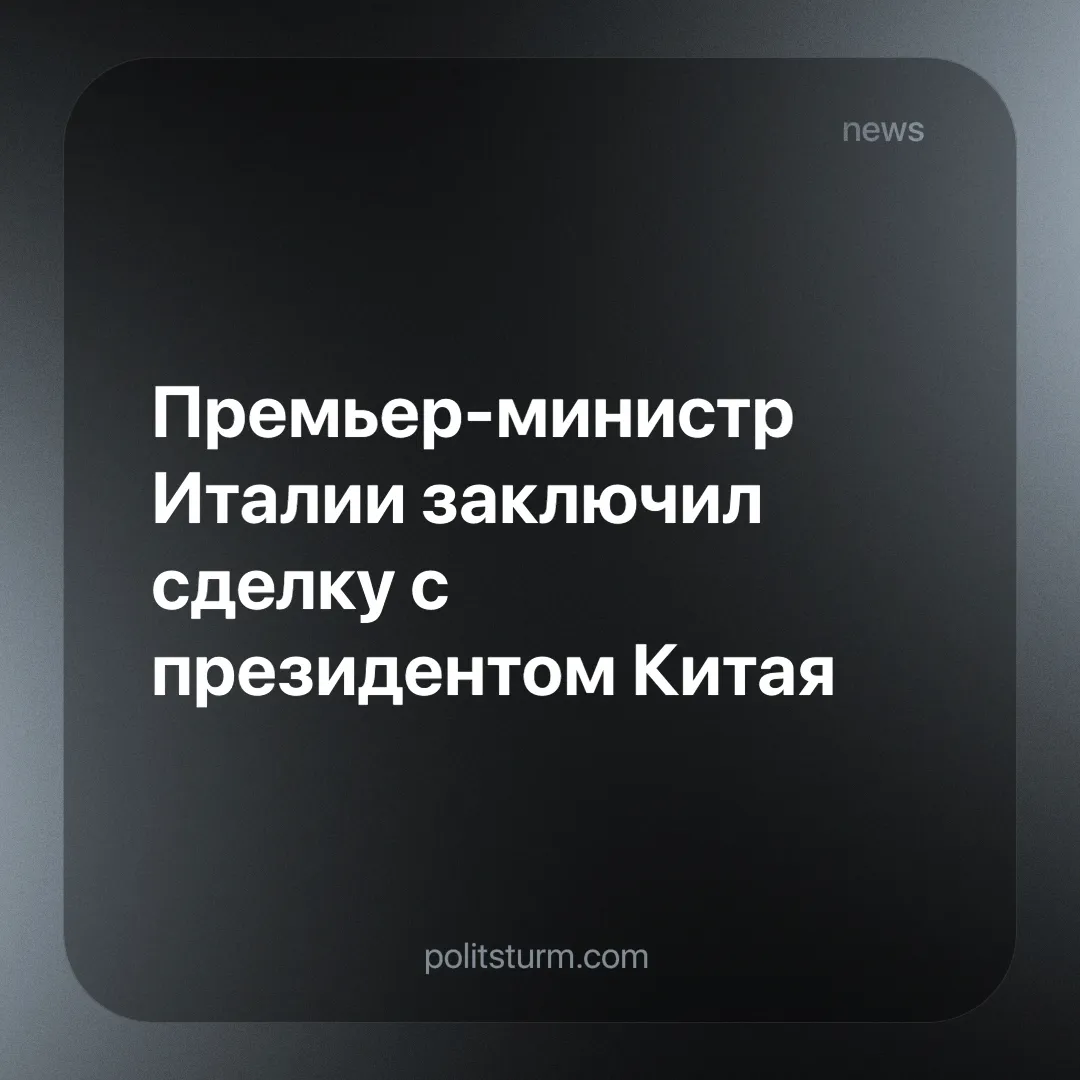 news
Премьер-министр
Италии заключил
сделку с
президентом Китая
politsturm.com